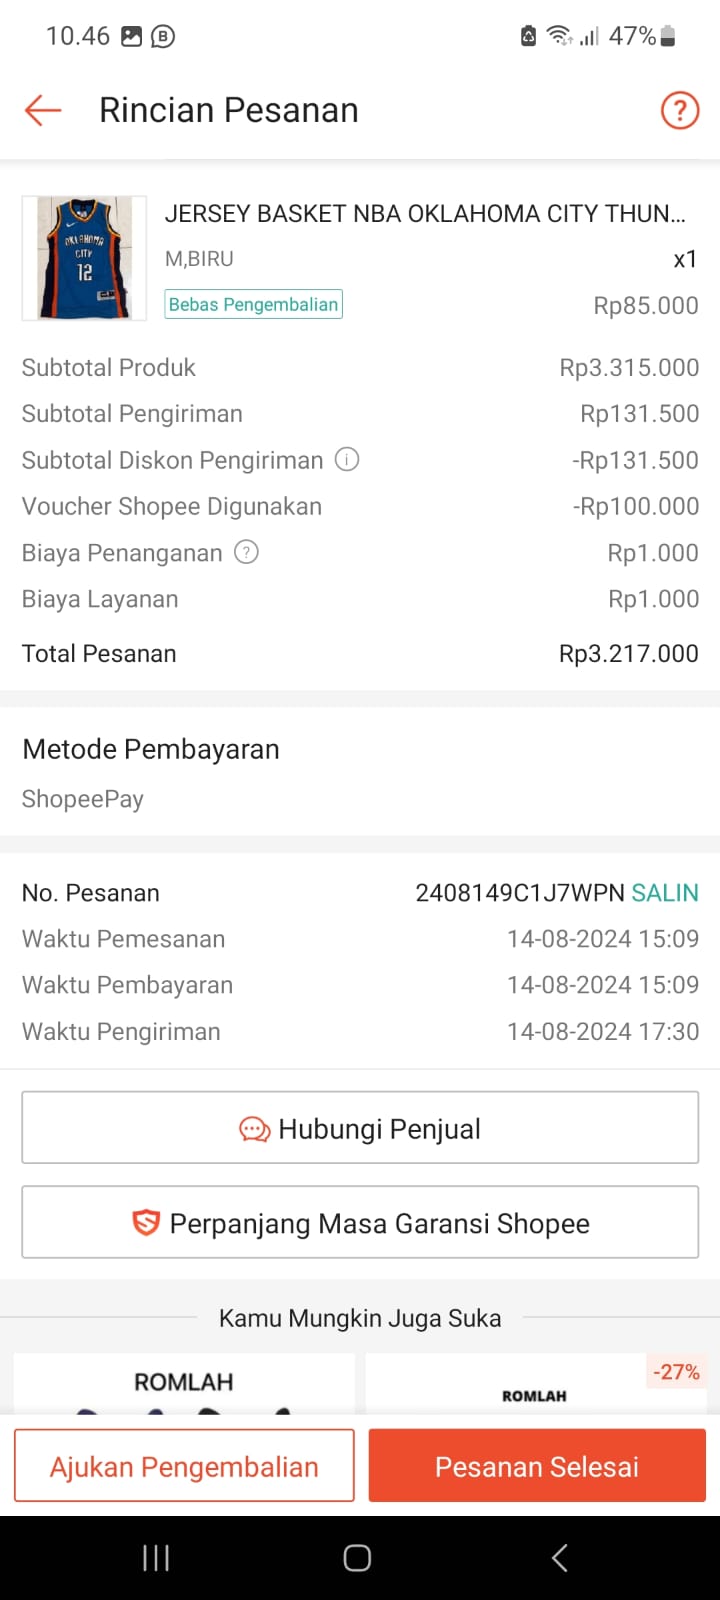 10.46
47%
Rincian Pesanan
JERSEY BASKET NBA OKLAHOMA CITY THUN...
M,BIRU x1
Bebas Pengembalian Rp85.000
OKLAHOMA
CITY
12
Subtotal Produk Rp3.315.000
Subtotal Pengiriman Rp131.500
Subtotal Diskon Pengiriman -Rp131.500
Voucher Shopee Digunakan -Rp100.000
Biaya Penanganan Rp1.000
Biaya Layanan Rp1.000
Total Pesanan Rp3.217.000
Metode Pembayaran
ShopeePay
No. Pesanan 2408149C1J7WPN SALIN
Waktu Pemesanan 14-08-2024 15:09
Waktu Pembayaran 14-08-2024 15:09
Waktu Pengiriman 14-08-2024 17:30
Hubungi Penjual
Perpanjang Masa Garansi Shopee
Kamu Mungkin Juga Suka
ROMLAH
ROMLAH
-27%
Ajukan Pengembalian
Pesanan Selesai